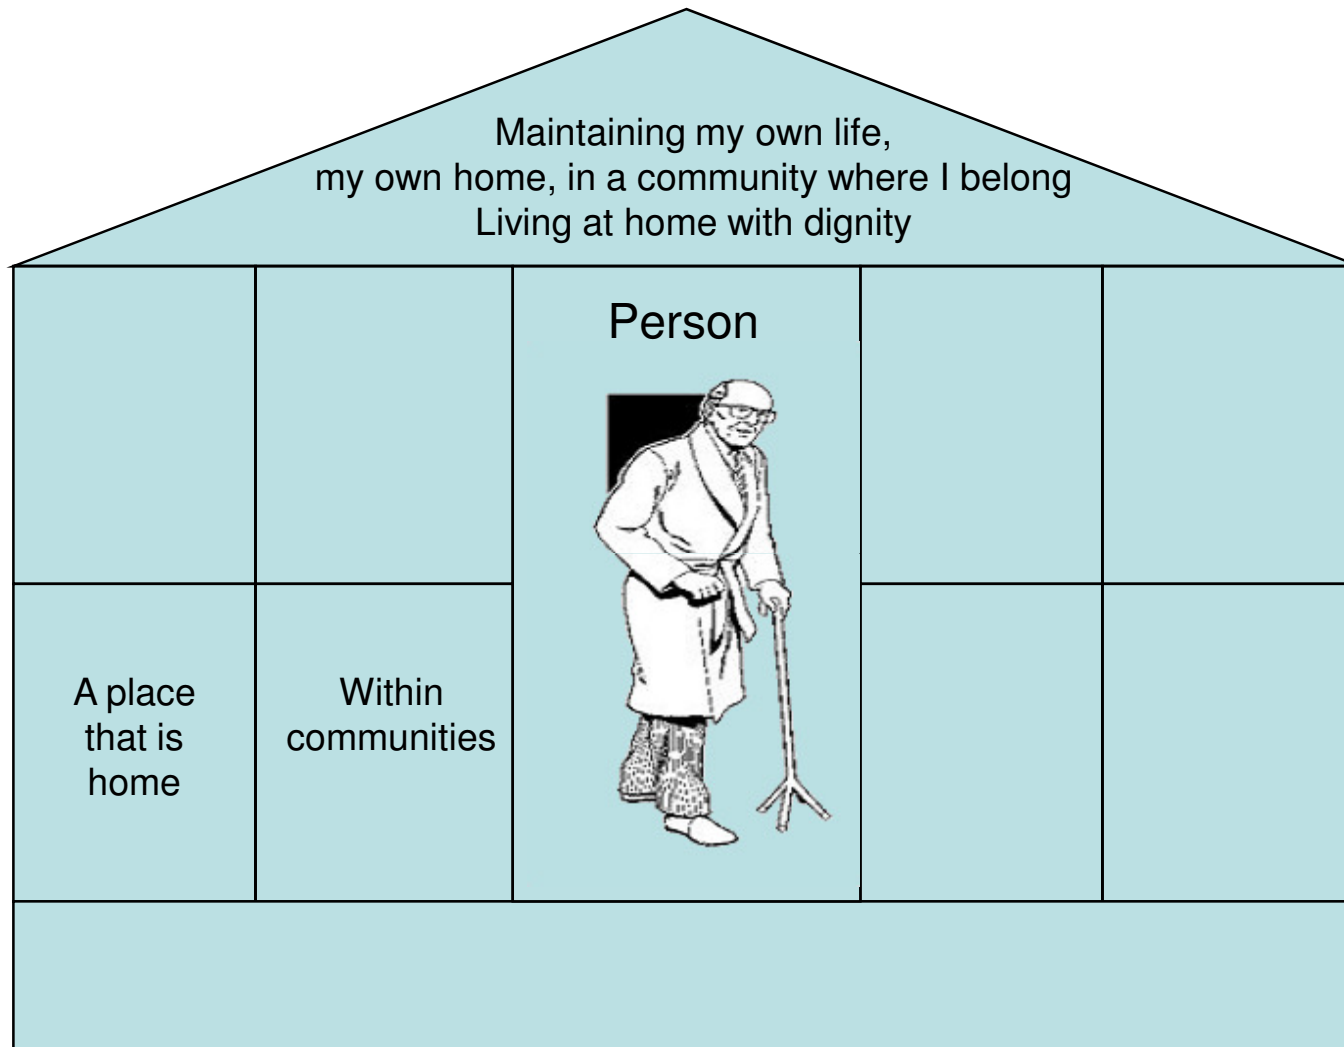 Maintaining my own life,
my own home, in a community where I belong
Living at home with dignity
Person
A place
that is
home
Within
communities